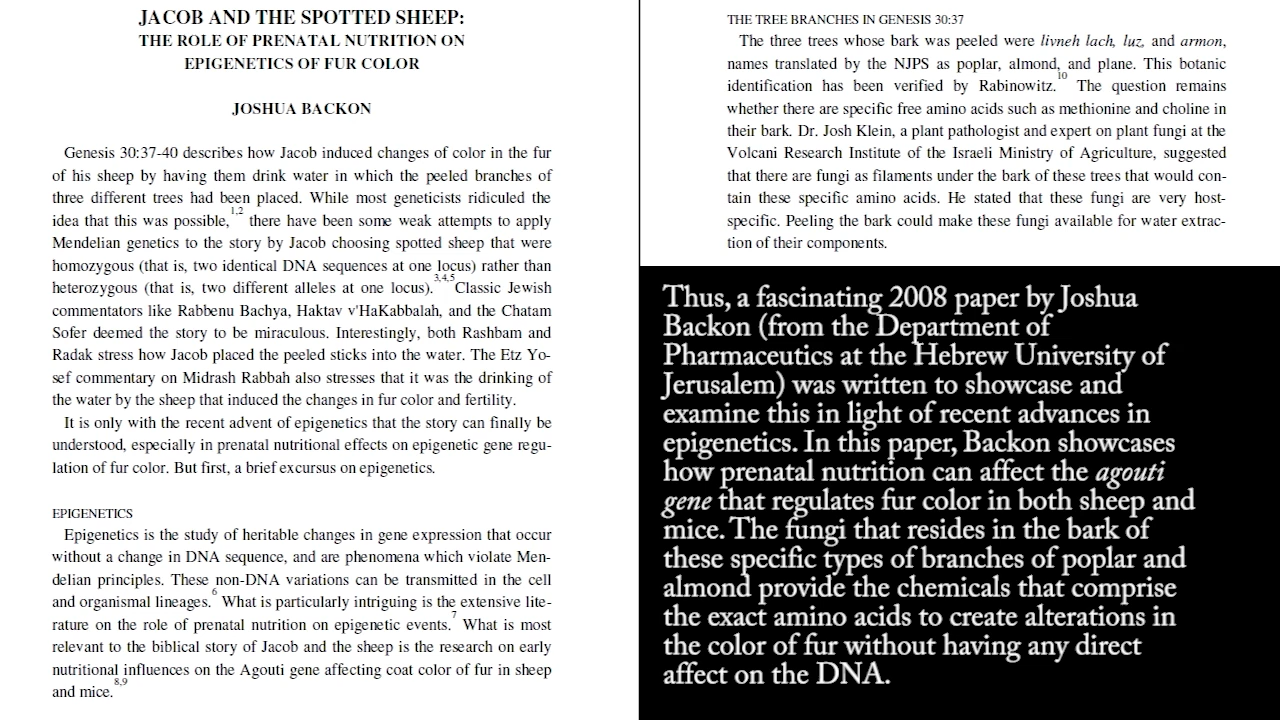 JACOB AND THE SPOTTED SHEEP:
THE ROLE OF PRENATAL NUTRITION ON
EPIGENETICS OF FUR COLOR
JOSHUA BACKON
Genesis 30:37-40 describes how Jacob induced changes of color in the fur
of his sheep by having them drink water in which the peeled branches of
three different trees had been placed. While most geneticists ridiculed the
idea that this was possible,1,2 there have been some weak attempts to apply
Mendelian genetics to the story by Jacob choosing spotted sheep that were
homozygous (that is, two identical DNA sequences at one locus) rather than
heterozygous (that is, two different alleles at one locus).3,4,5 Classic Jewish
commentators like Rabbenu Bachya, Haktav v'HaKabbalah, and the Chatam
Sofer deemed the story to be miraculous. Interestingly, both Rashbam and
Radak stress how Jacob placed the peeled sticks into the water. The Etz Yo-
sef commentary on Midrash Rabbah also stresses that it was the drinking of
the water by the sheep that induced the changes in fur color and fertility.
It is only with the recent advent of epigenetics that the story can finally be
understood, especially in prenatal nutritional effects on epigenetic gene regu-
lation of fur color. But first, a brief excursus on epigenetics.
EPIGENETICS
Epigenetics is the study of heritable changes in gene expression that occur
without a change in DNA sequence, and are phenomena which violate Men-
delian principles. These non-DNA variations can be transmitted in the cell
and organismal lineages.6 What is particularly intriguing is the extensive lite-
rature on the role of prenatal nutrition on epigenetic events.7 What is most
relevant to the biblical story of Jacob and the sheep is the research on early
nutritional influences on the Agouti gene affecting coat color of fur in sheep
and mice.8,9
THE TREE BRANCHES IN GENESIS 30:37
The three trees whose bark was peeled were livneh lach, luz, and armon,
names translated by the NJPS as poplar, almond, and plane. This botanic
identification has been verified by Rabinowitz.10 The question remains
whether there are specific free amino acids such as methionine and choline in
their bark. Dr. Josh Klein, a plant pathologist and expert on plant fungi at the
Volcani Research Institute of the Israeli Ministry of Agriculture, suggested
that there are fungi as filaments under the bark of these trees that would con-
tain these specific amino acids. He stated that these fungi are very host-
specific. Peeling the bark could make these fungi available for water extrac-
tion of their components.
Thus, a fascinating 2008 paper by Joshua
Backon (from the Department of
Pharmaceutics at the Hebrew University of
Jerusalem) was written to showcase and
examine this in light of recent advances in
epigenetics. In this paper, Backon showcases
how prenatal nutrition can affect the agouti
gene that regulates fur color in both sheep and
mice. The fungi that resides in the bark of
these specific types of branches of poplar and
almond provide the chemicals that comprise
the exact amino acids to create alterations in
the color of fur without having any direct
affect on the DNA.